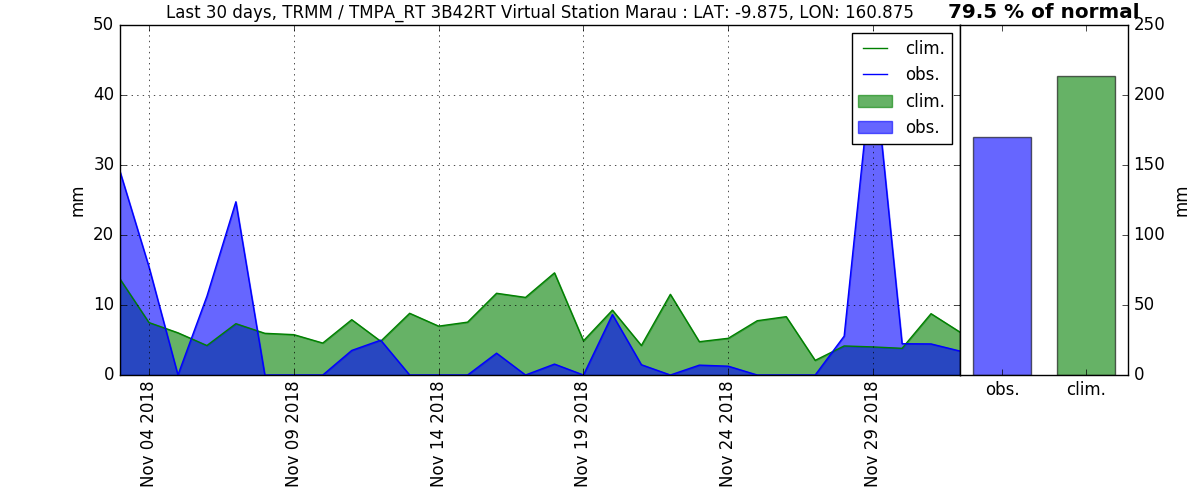 Last 30 days, TRMM / TMPA_RT 3B42RT Virtual Station Marau : LAT: -9.875, LON: 160.875
79.5 % of normal
50
40
30
20
10
0
mm
clim.
obs.
clim.
obs.
250
200
150
100
50
0
mm
Nov 04 2018
Nov 09 2018
Nov 14 2018
Nov 19 2018
Nov 24 2018
Nov 29 2018
obs.
clim.